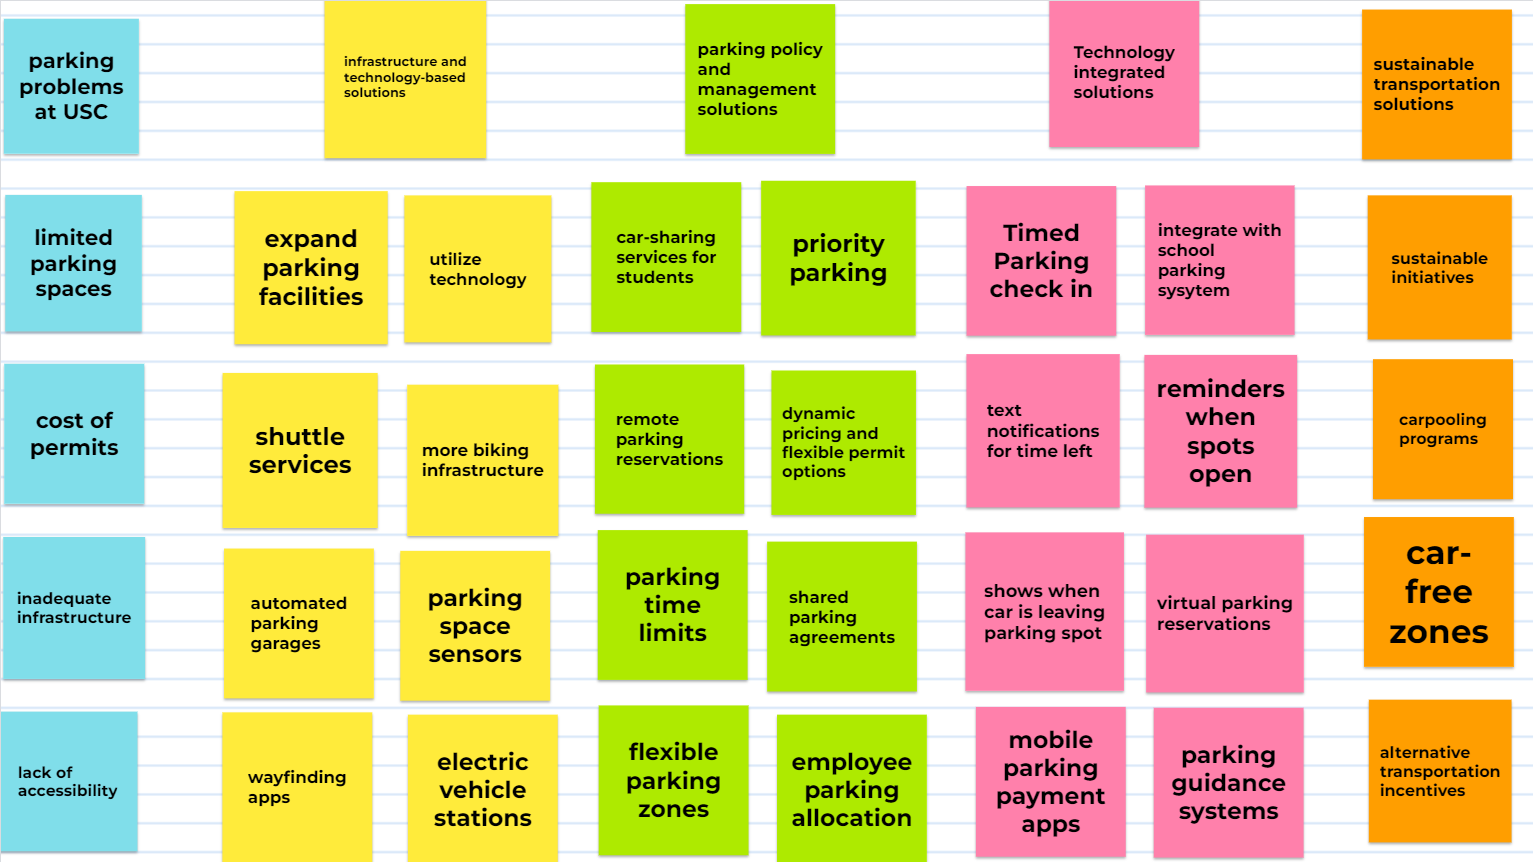 parking
problems
at USC
infrastructure and
technology-based
solutions
parking policy
and
management
solutions
Technology
integrated
solutions
sustainable
transportation
solutions
limited
parking
spaces
expand
parking
facilities
utilize
technology
car-sharing
services for
students
priority
parking
Timed
Parking
check in
integrate with
school
parking
sysytem
sustainable
initiatives
cost of
permits
shuttle
services
more biking
infrastructure
remote
parking
reservations
dynamic
pricing and
flexible permit
options
text
notifications
for time left
reminders
when
spots
open
carpooling
programs
inadequate
infrastructure
automated
parking
garages
parking
space
sensors
parking
time
limits
shared
parking
agreements
shows when
car is leaving
parking spot
virtual parking
reservations
car-
free
zones
lack of
accessibility
wayfinding
apps
electric
vehicle
stations
flexible
parking
zones
employee
parking
allocation
mobile
parking
payment
apps
parking
guidance
systems
alternative
transportation
incentives